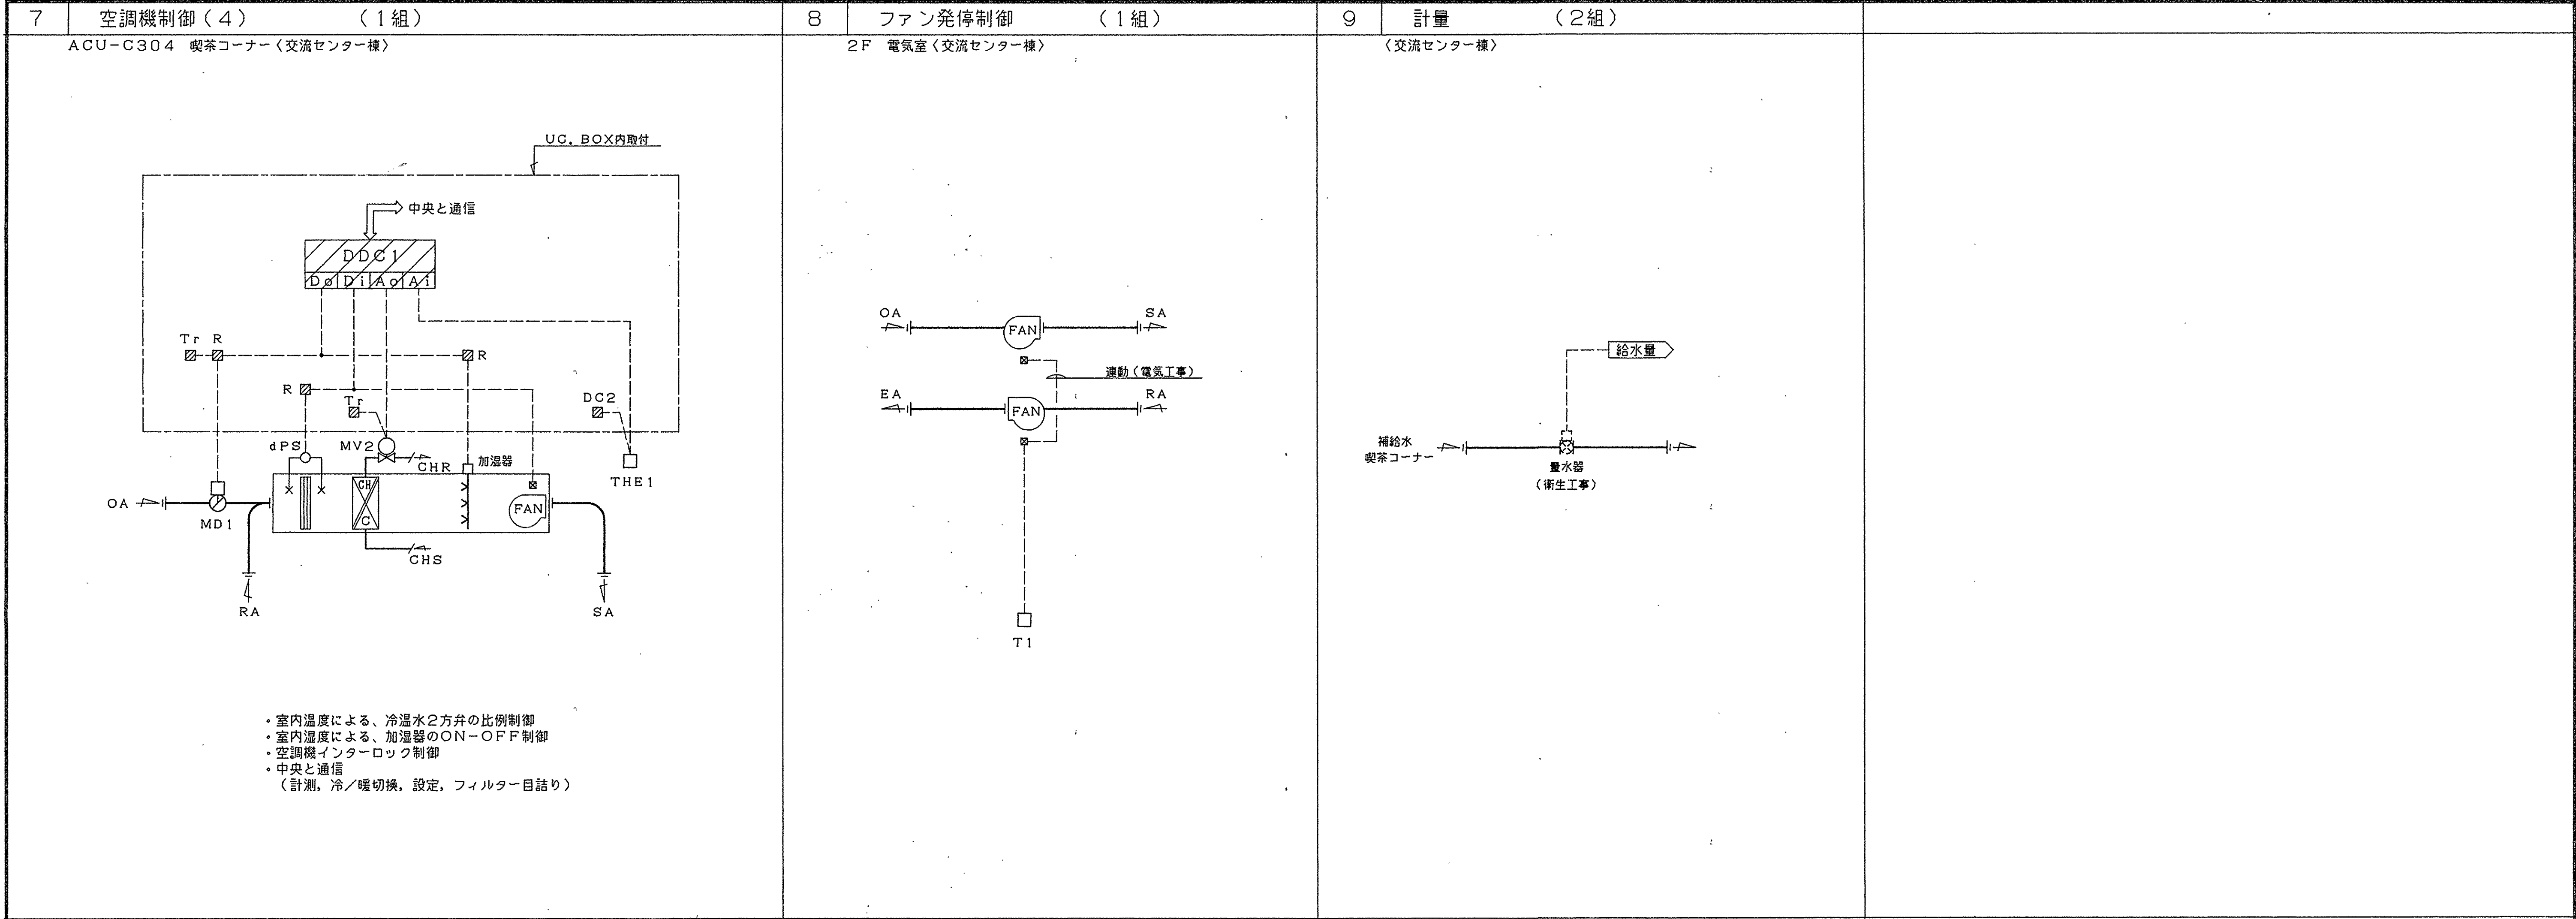 7 空調機制御(4) (1組)
ACU-C304 喫茶コーナー〈交流センター棟〉
UC.BOX内取付
中央と通信
DDC1
Do Di Ao Ai
Tr R
R
R
Tr
DC2
dPS
MV2
CHR
加湿器
THE1
OA
MD1
CH
C
FAN
CHS
RA
SA
・室内温度による、冷温水2方弁の比例制御
・室内湿度による、加湿器のON-OFF制御
・空調機インターロック制御
・中央と通信
(計測,冷/暖切換,設定,フィルター目詰り)
8 ファン発停制御 (1組)
2F 電気室〈交流センター棟〉
OA
FAN
SA
連動(電気工事)
EA
FAN
RA
T1
9 計量 (2組)
〈交流センター棟〉
給水量
補給水
喫茶コーナー
量水器
(衛生工事)